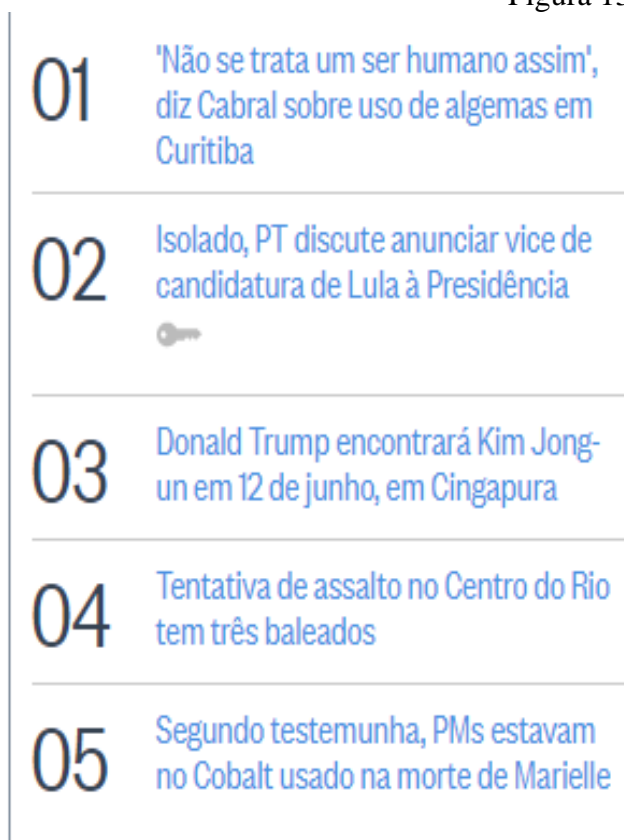 Figura 15
01
'Não se trata um ser humano assim',
diz Cabral sobre uso de algemas em
Curitiba
02
Isolado, PT discute anunciar vice de
candidatura de Lula à Presidência
03
Donald Trump encontrará Kim Jong-
un em 12 de junho, em Cingapura
04
Tentativa de assalto no Centro do Rio
tem três baleados
05
Segundo testemunha, PMs estavam
no Cobalt usado na morte de Marielle